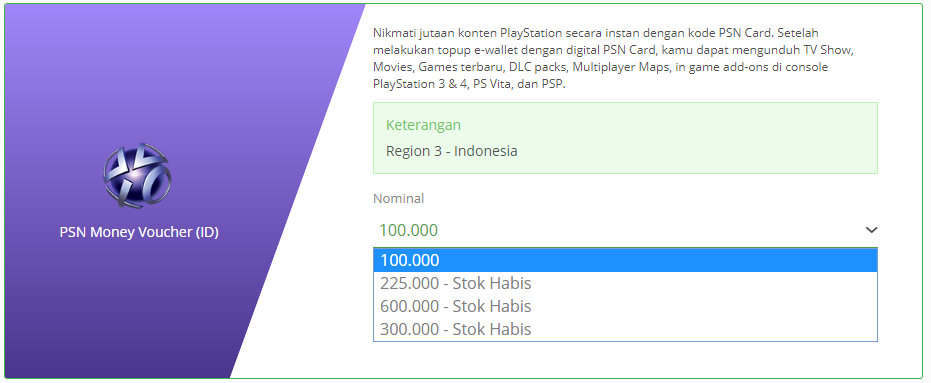 Nikmati jutaan konten PlayStation secara instan dengan kode PSN Card. Setelah
melakukan topup e-wallet dengan digital PSN Card, kamu dapat mengunduh TV Show,
Movies, Games terbaru, DLC packs, Multiplayer Maps, in game add-ons di console
PlayStation 3 & 4, PS Vita, dan PSP.
Keterangan
Region 3 - Indonesia
PSN Money Voucher (ID)
Nominal
100.000
100.000
225.000 - Stok Habis
600.000 - Stok Habis
300.000 - Stok Habis